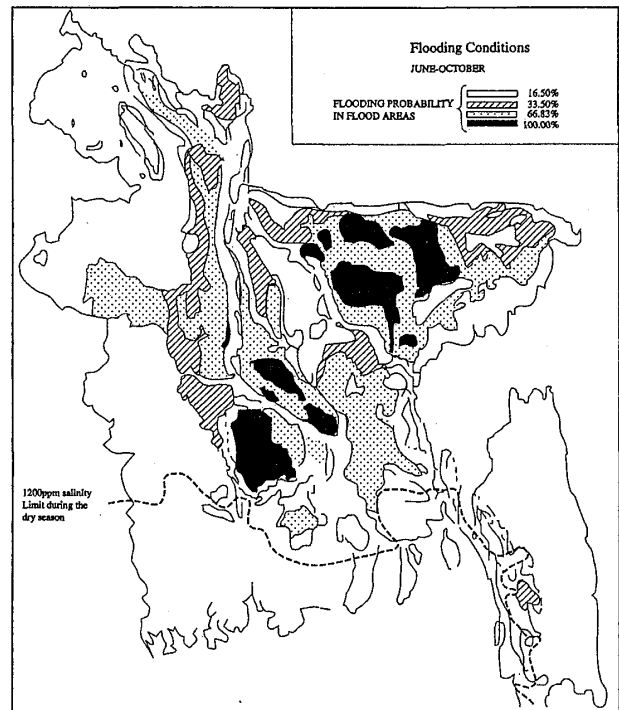 Flooding Conditions
JUNE-OCTOBER
FLOODING PROBABILITY
IN FLOOD AREAS
16.50%
33.50%
66.83%
100.00%
1200ppm salinity
Limit during the
dry season